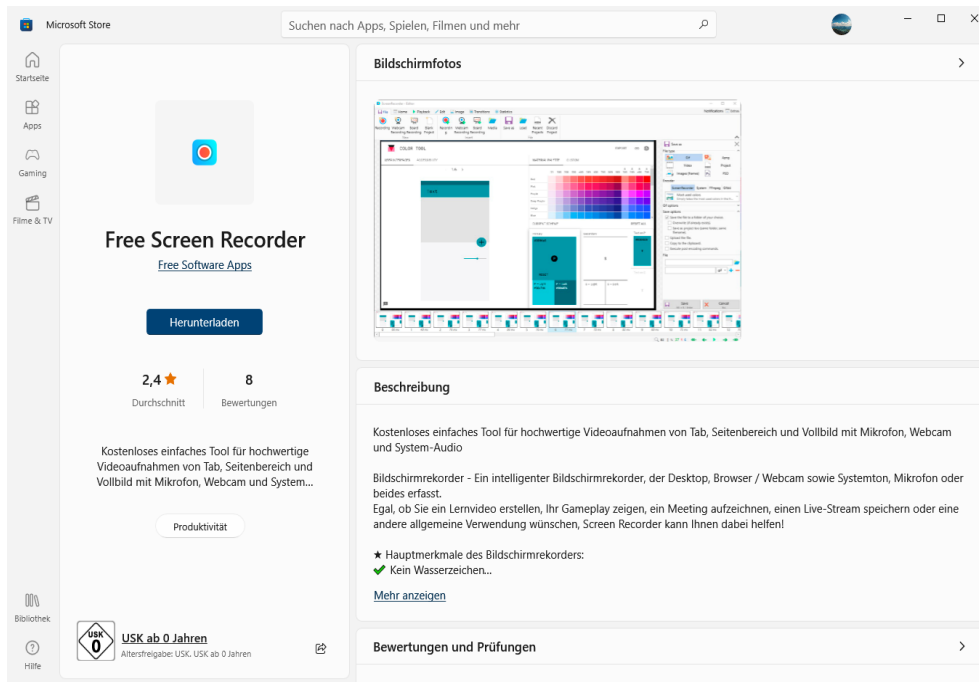 Microsoft Store
Suchen nach Apps, Spielen, Filmen und mehr
Startseite
Apps
Gaming
Filme & TV
Bibliothek
Hilfe
Free Screen Recorder
Free Software Apps
Herunterladen
2,4
8
Durchschnitt
Bewertungen
Kostenloses einfaches Tool für hochwertige
Videoaufnahmen von Tab, Seitenbereich und
Vollbild mit Mikrofon, Webcam und System...
Produktivität
USK
0
USK ab 0 Jahren
Altersfreigabe: USK. USK ab 0 Jahren
Bildschirmfotos
COLOR TOOL
Beschreibung
Kostenloses einfaches Tool für hochwertige Videoaufnahmen von Tab, Seitenbereich und Vollbild mit Mikrofon, Webcam
und System-Audio
Bildschirmrekorder - Ein intelligenter Bildschirmrekorder, der Desktop, Browser / Webcam sowie Systemton, Mikrofon oder
beides erfasst.
Egal, ob Sie ein Lernvideo erstellen, Ihr Gameplay zeigen, ein Meeting aufzeichnen, einen Live-Stream speichern oder eine
andere allgemeine Verwendung wünschen, Screen Recorder kann Ihnen dabei helfen!
★ Hauptmerkmale des Bildschirmrekorders:
✔ Kein Wasserzeichen...
Mehr anzeigen
Bewertungen und Prüfungen